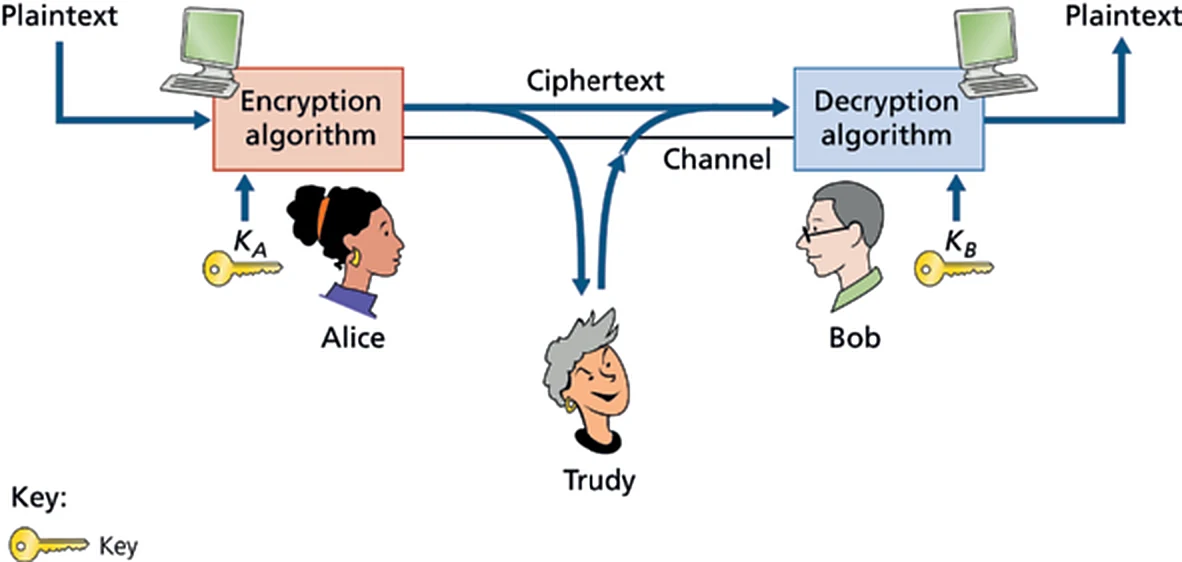 Plaintext
Plaintext
Ciphertext
Encryption
algorithm
Decryption
algorithm
Channel
K_A
K_B
Alice
Bob
Trudy
Key:
Key